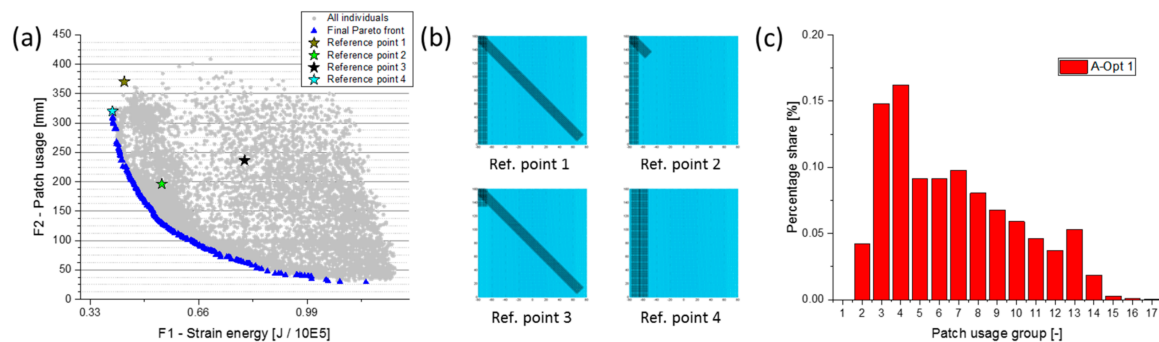 (a)
All individuals
Final Pareto front
Reference point 1
Reference point 2
Reference point 3
Reference point 4
450
400
350
300
250
200
150
100
50
0
F2 - Patch usage [mm]
0.33 0.66 0.99
F1 - Strain energy [J / 10E5]
(b)
Ref. point 1
Ref. point 2
Ref. point 3
Ref. point 4
(c)
A-Opt 1
0.20
0.15
0.10
0.05
0.00
Percentage share [%]
1 2 3 4 5 6 7 8 9 10 11 12 13 14 15 16 17
Patch usage group [-]